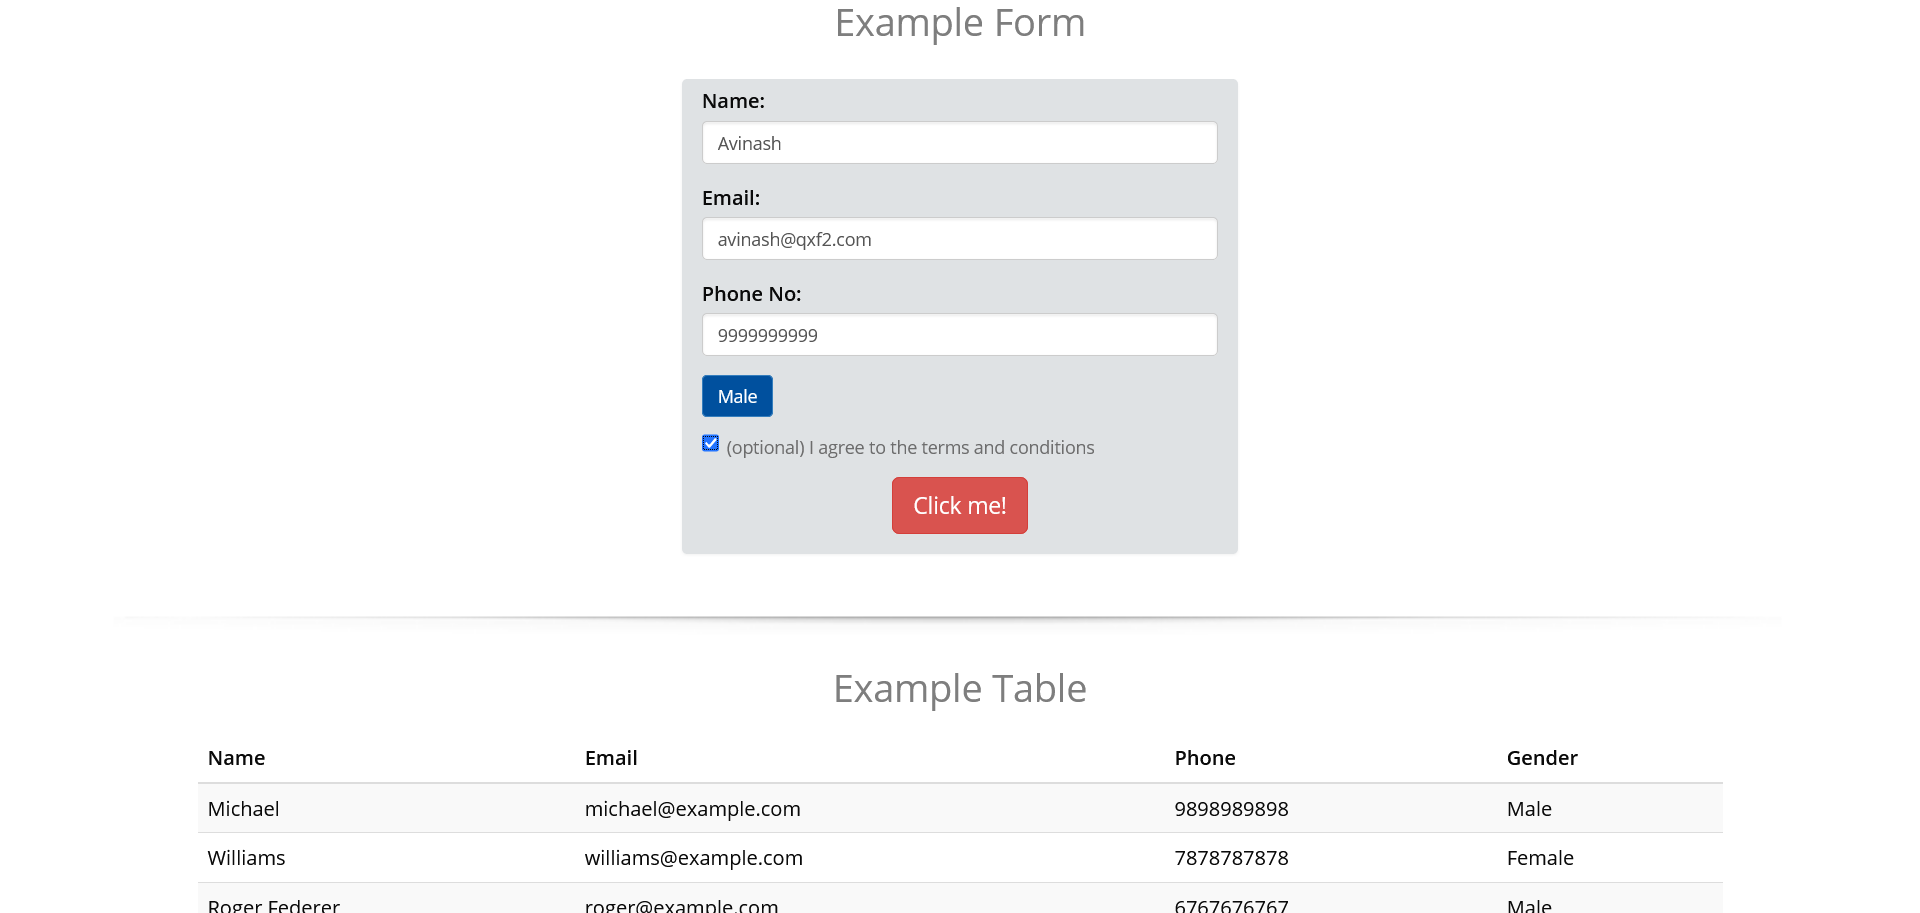 Example Form
Name:
Avinash
Email:
avinash@qxf2.com
Phone No:
9999999999
Male
(optional) I agree to the terms and conditions
Click me!
Example Table
Name Email Phone Gender
Michael michael@example.com 9898989898 Male
Williams williams@example.com 7878787878 Female
Roger Federer roger@example.com 6767676767 Male